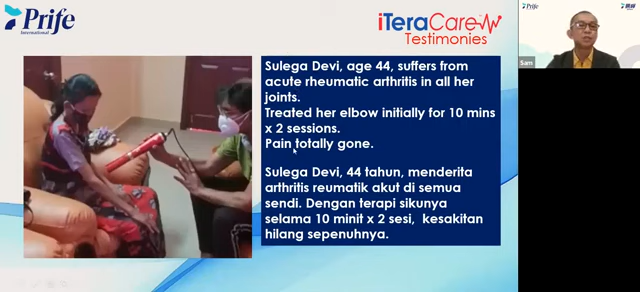 Prife
International
iTeraCare
Testimonies
Sulega Devi, age 44, suffers from
acute rheumatic arthritis in all her
joints.
Treated her elbow initially for 10 mins
x 2 sessions.
Pain totally gone.
Sulega Devi, 44 tahun, menderita
arthritis reumatik akut di semua
sendi. Dengan terapi sikunya
selama 10 minit x 2 sesi, kesakitan
hilang sepenuhnya.
Prife
Sam